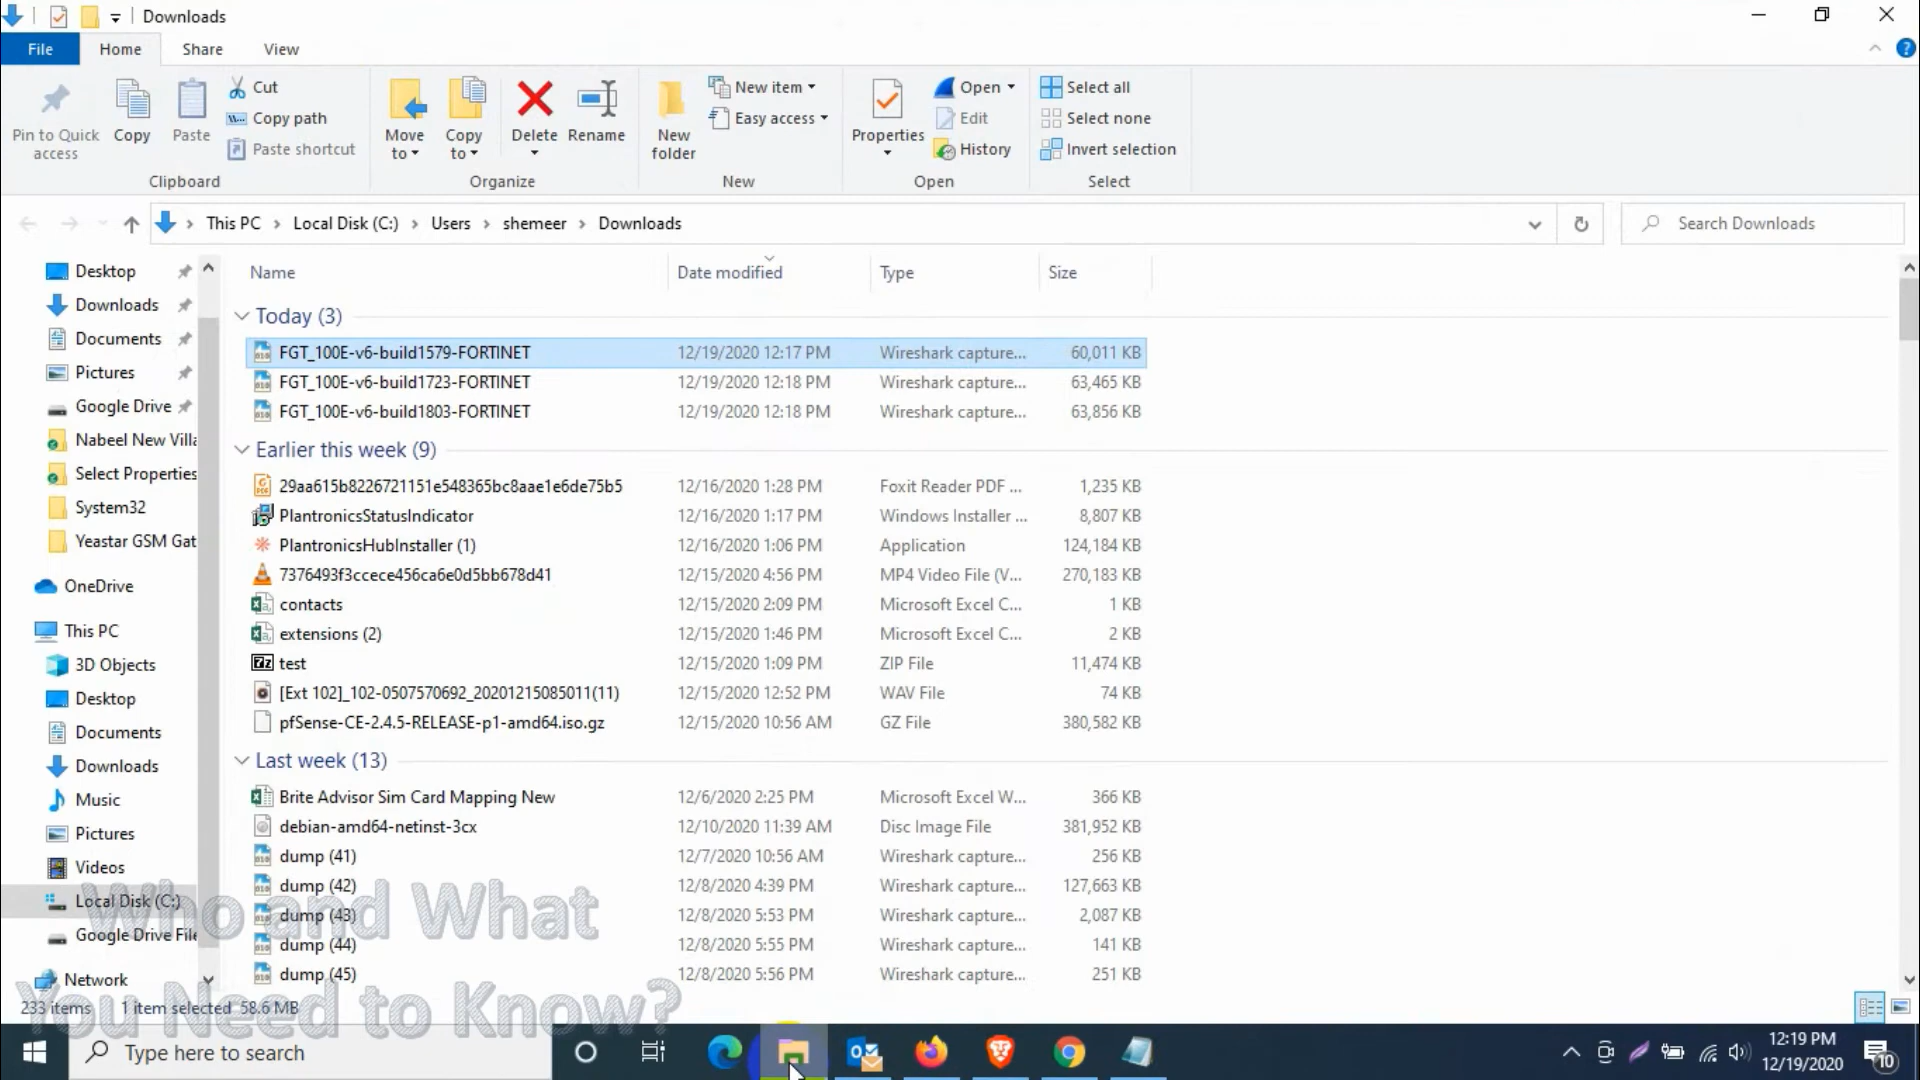 Downloads
File Home Share View
Pin to Quick access
Copy
Paste
Cut
Copy path
Paste shortcut
Clipboard
Move to
Copy to
Delete
Rename
Organize
New folder
New item
Easy access
New
Properties
Open
Edit
History
Open
Select all
Select none
Invert selection
Select
This PC › Local Disk (C:) › Users › shemeer › Downloads
Search Downloads
Desktop
Downloads
Documents
Pictures
Google Drive
Nabeel New Villa
Select Properties
System32
Yeastar GSM Gat
OneDrive
This PC
3D Objects
Desktop
Documents
Downloads
Music
Pictures
Videos
Local Disk (C:)
Google Drive File
Network
Name Date modified Type Size
Today (3)
FGT_100E-v6-build1579-FORTINET 12/19/2020 12:17 PM Wireshark capture... 60,011 KB
FGT_100E-v6-build1723-FORTINET 12/19/2020 12:18 PM Wireshark capture... 63,465 KB
FGT_100E-v6-build1803-FORTINET 12/19/2020 12:18 PM Wireshark capture... 63,856 KB
Earlier this week (9)
29aa615b8226721151e548365bc8aae1e6de75b5 12/16/2020 1:28 PM Foxit Reader PDF ... 1,235 KB
PlantronicsStatusIndicator 12/16/2020 1:17 PM Windows Installer ... 8,807 KB
PlantronicsHubInstaller (1) 12/16/2020 1:06 PM Application 124,184 KB
7376493f3ccece456ca6e0d5bb678d41 12/15/2020 4:56 PM MP4 Video File (V... 270,183 KB
contacts 12/15/2020 2:09 PM Microsoft Excel C... 1 KB
extensions (2) 12/15/2020 1:46 PM Microsoft Excel C... 2 KB
test 12/15/2020 1:09 PM ZIP File 11,474 KB
[Ext 102]_102-0507570692_20201215085011(11) 12/15/2020 12:52 PM WAV File 74 KB
pfSense-CE-2.4.5-RELEASE-p1-amd64.iso.gz 12/15/2020 10:56 AM GZ File 380,582 KB
Last week (13)
Brite Advisor Sim Card Mapping New 12/6/2020 2:25 PM Microsoft Excel W... 366 KB
debian-amd64-netinst-3cx 12/10/2020 11:39 AM Disc Image File 381,952 KB
dump (41) 12/7/2020 10:56 AM Wireshark capture... 256 KB
dump (42) 12/8/2020 4:39 PM Wireshark capture... 127,663 KB
dump (43) 12/8/2020 5:53 PM Wireshark capture... 2,087 KB
dump (44) 12/8/2020 5:55 PM Wireshark capture... 141 KB
dump (45) 12/8/2020 5:56 PM Wireshark capture... 251 KB
Who and What
You Need to Know?
233 items 1 item selected 58.6 MB
Type here to search
12:19 PM
12/19/2020
10